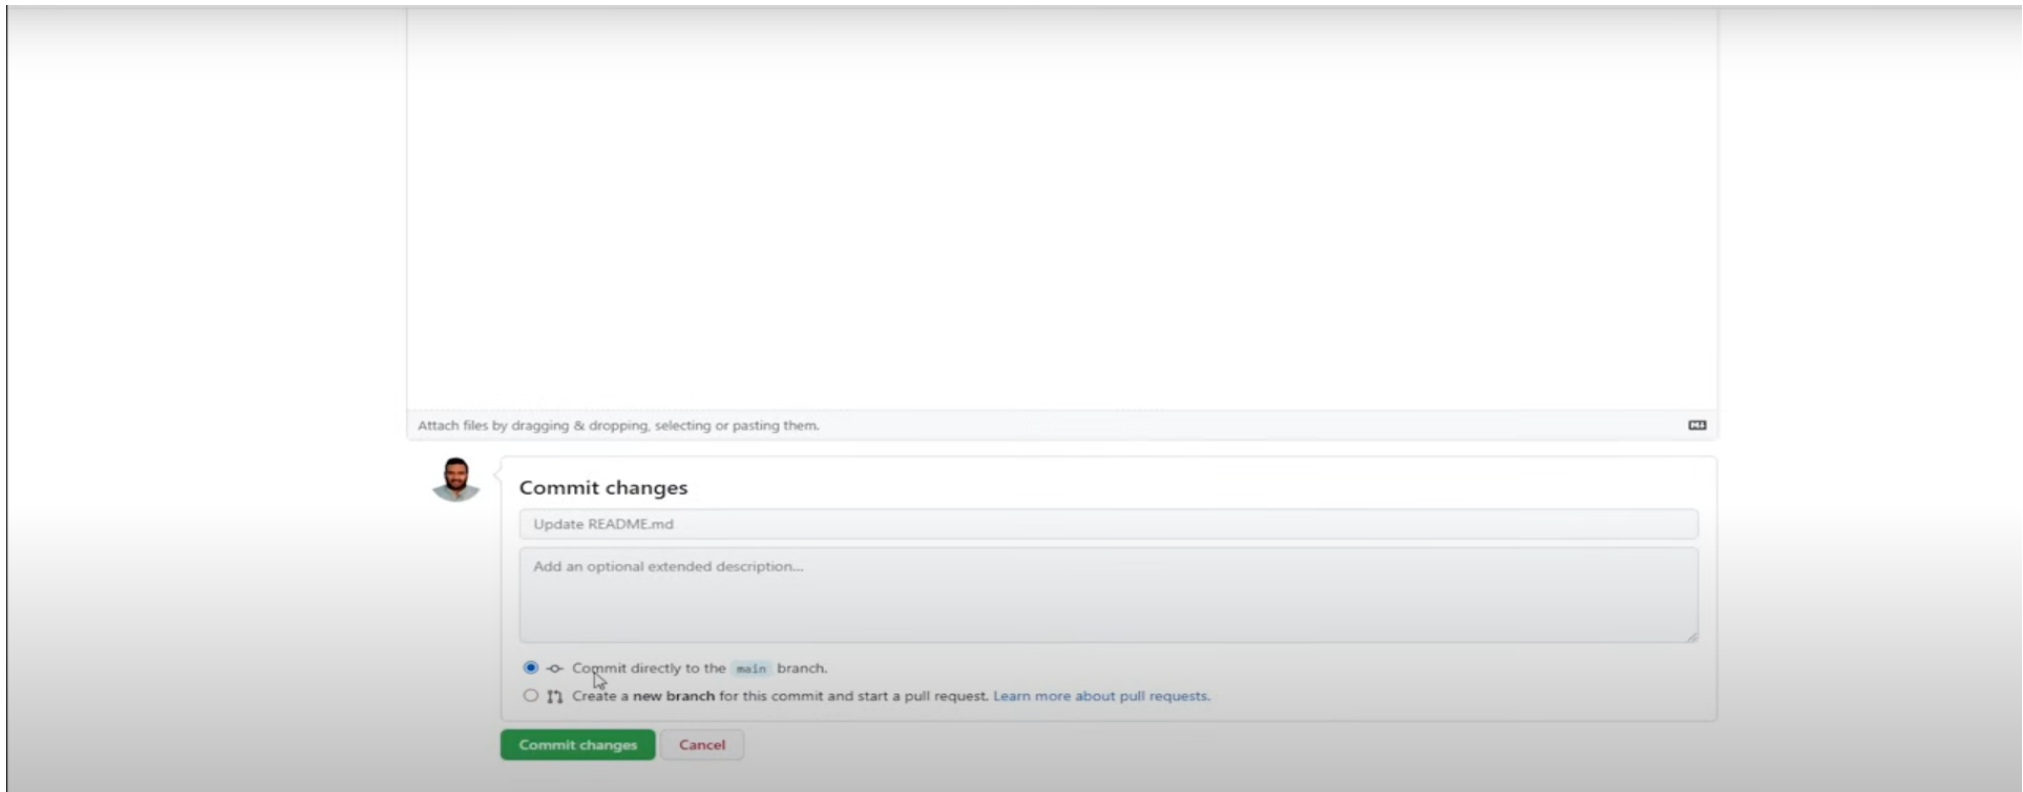 Attach files by dragging & dropping, selecting or pasting them.
Commit changes
Update README.md
Add an optional extended description...
Commit directly to the main branch.
Create a new branch for this commit and start a pull request. Learn more about pull requests.
Commit changes Cancel